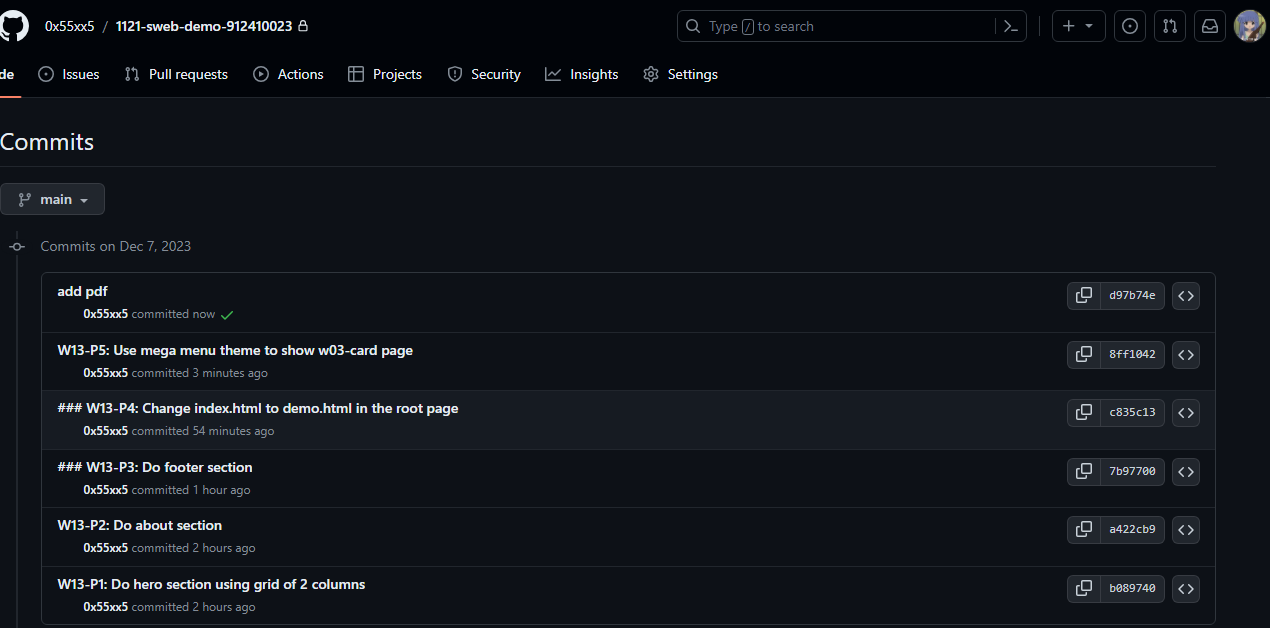 0x55xx5 / 1121-sweb-demo-912410023 Type / to search
de Issues Pull requests Actions Projects Security Insights Settings
Commits
main
Commits on Dec 7, 2023
add pdf d97b74e
0x55xx5 committed now
W13-P5: Use mega menu theme to show w03-card page 8ff1042
0x55xx5 committed 3 minutes ago
### W13-P4: Change index.html to demo.html in the root page c835c13
0x55xx5 committed 54 minutes ago
### W13-P3: Do footer section 7b97700
0x55xx5 committed 1 hour ago
W13-P2: Do about section a422cb9
0x55xx5 committed 2 hours ago
W13-P1: Do hero section using grid of 2 columns b089740
0x55xx5 committed 2 hours ago